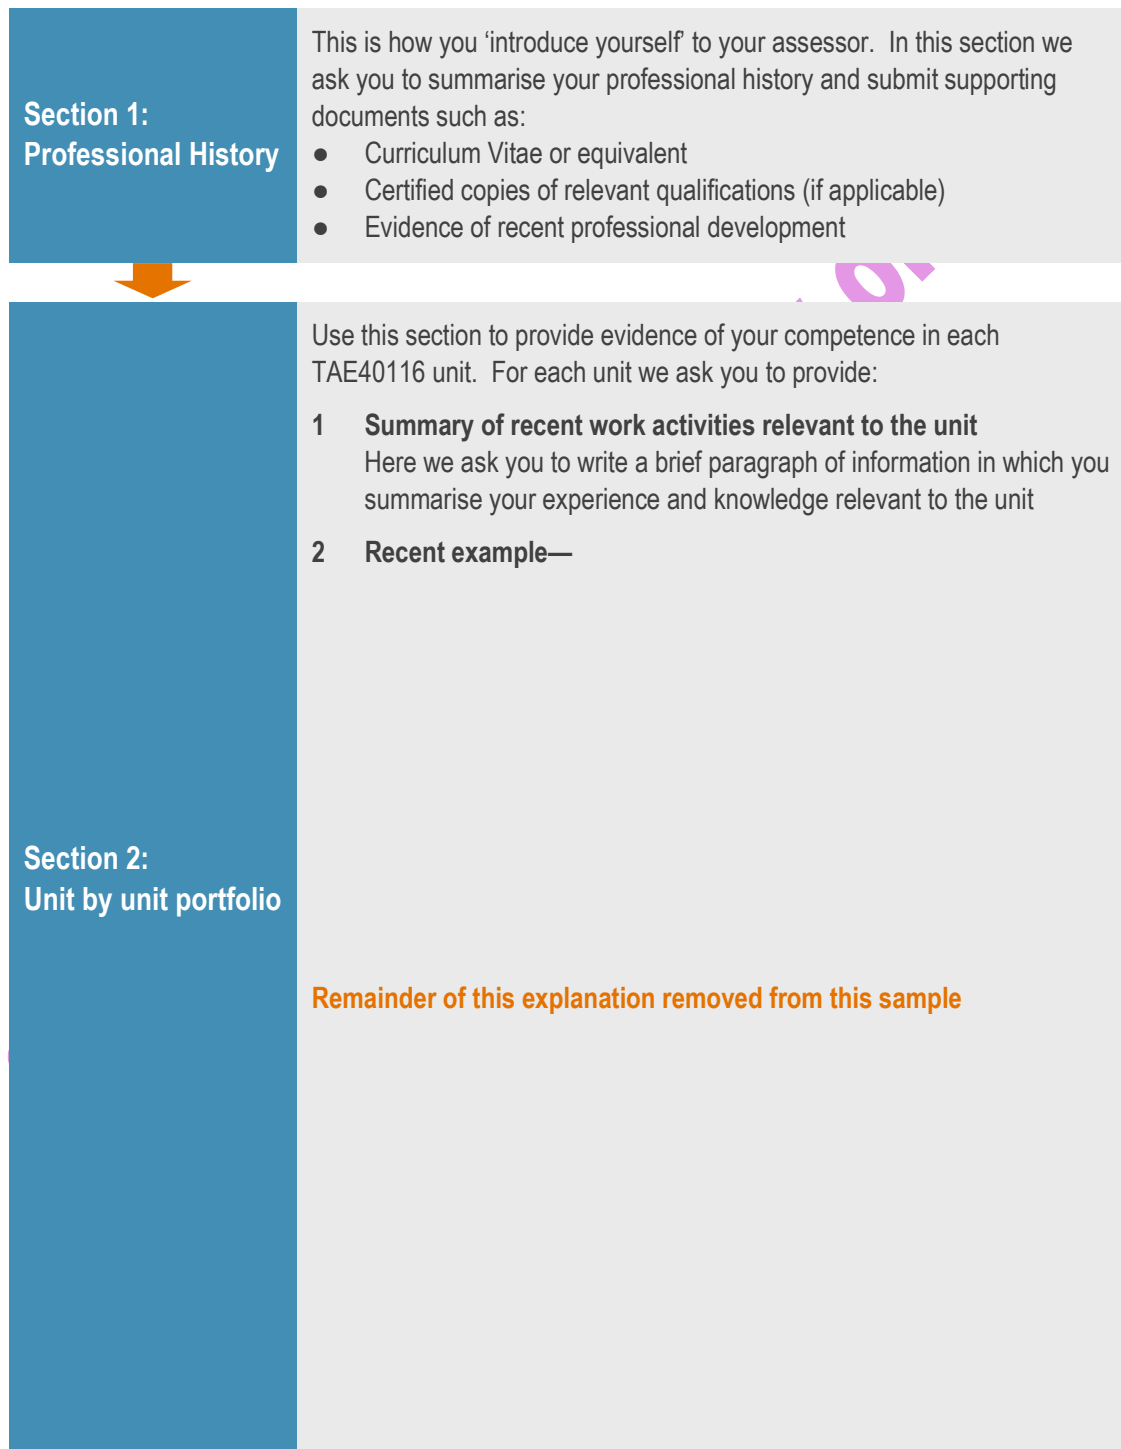 Section 1:
Professional History
This is how you ‘introduce yourself’ to your assessor.  In this section we
ask you to summarise your professional history and submit supporting
documents such as:
● Curriculum Vitae or equivalent
● Certified copies of relevant qualifications (if applicable)
● Evidence of recent professional development
Section 2:
Unit by unit portfolio
Use this section to provide evidence of your competence in each
TAE40116 unit.  For each unit we ask you to provide:
1 Summary of recent work activities relevant to the unit
Here we ask you to write a brief paragraph of information in which you
summarise your experience and knowledge relevant to the unit
2 Recent example—
Remainder of this explanation removed from this sample